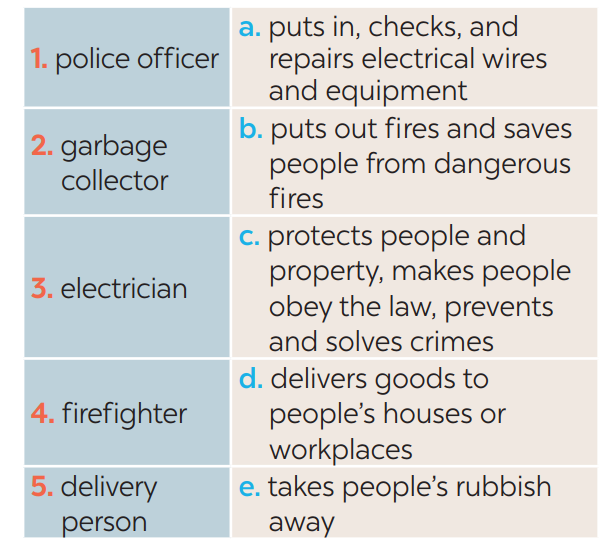 1. police officer
a. puts in, checks, and
repairs electrical wires
and equipment
2. garbage
collector
b. puts out fires and saves
people from dangerous
fires
3. electrician
c. protects people and
property, makes people
obey the law, prevents
and solves crimes
4. firefighter
d. delivers goods to
people's houses or
workplaces
5. delivery
person
e. takes people's rubbish
away